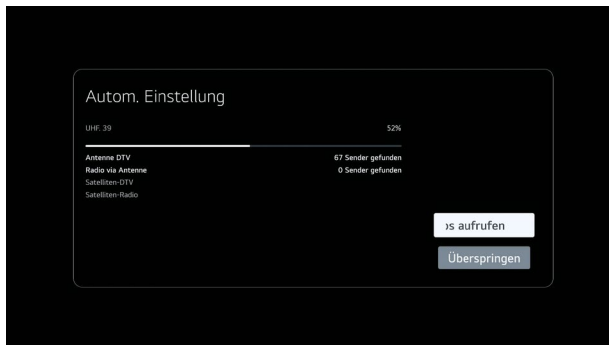 Autom. Einstellung
UHF. 39 52%
Antenne DTV 67 Sender gefunden
Radio via Antenne 0 Sender gefunden
Satelliten-DTV
Satelliten-Radio
aufrufen
Überspringen